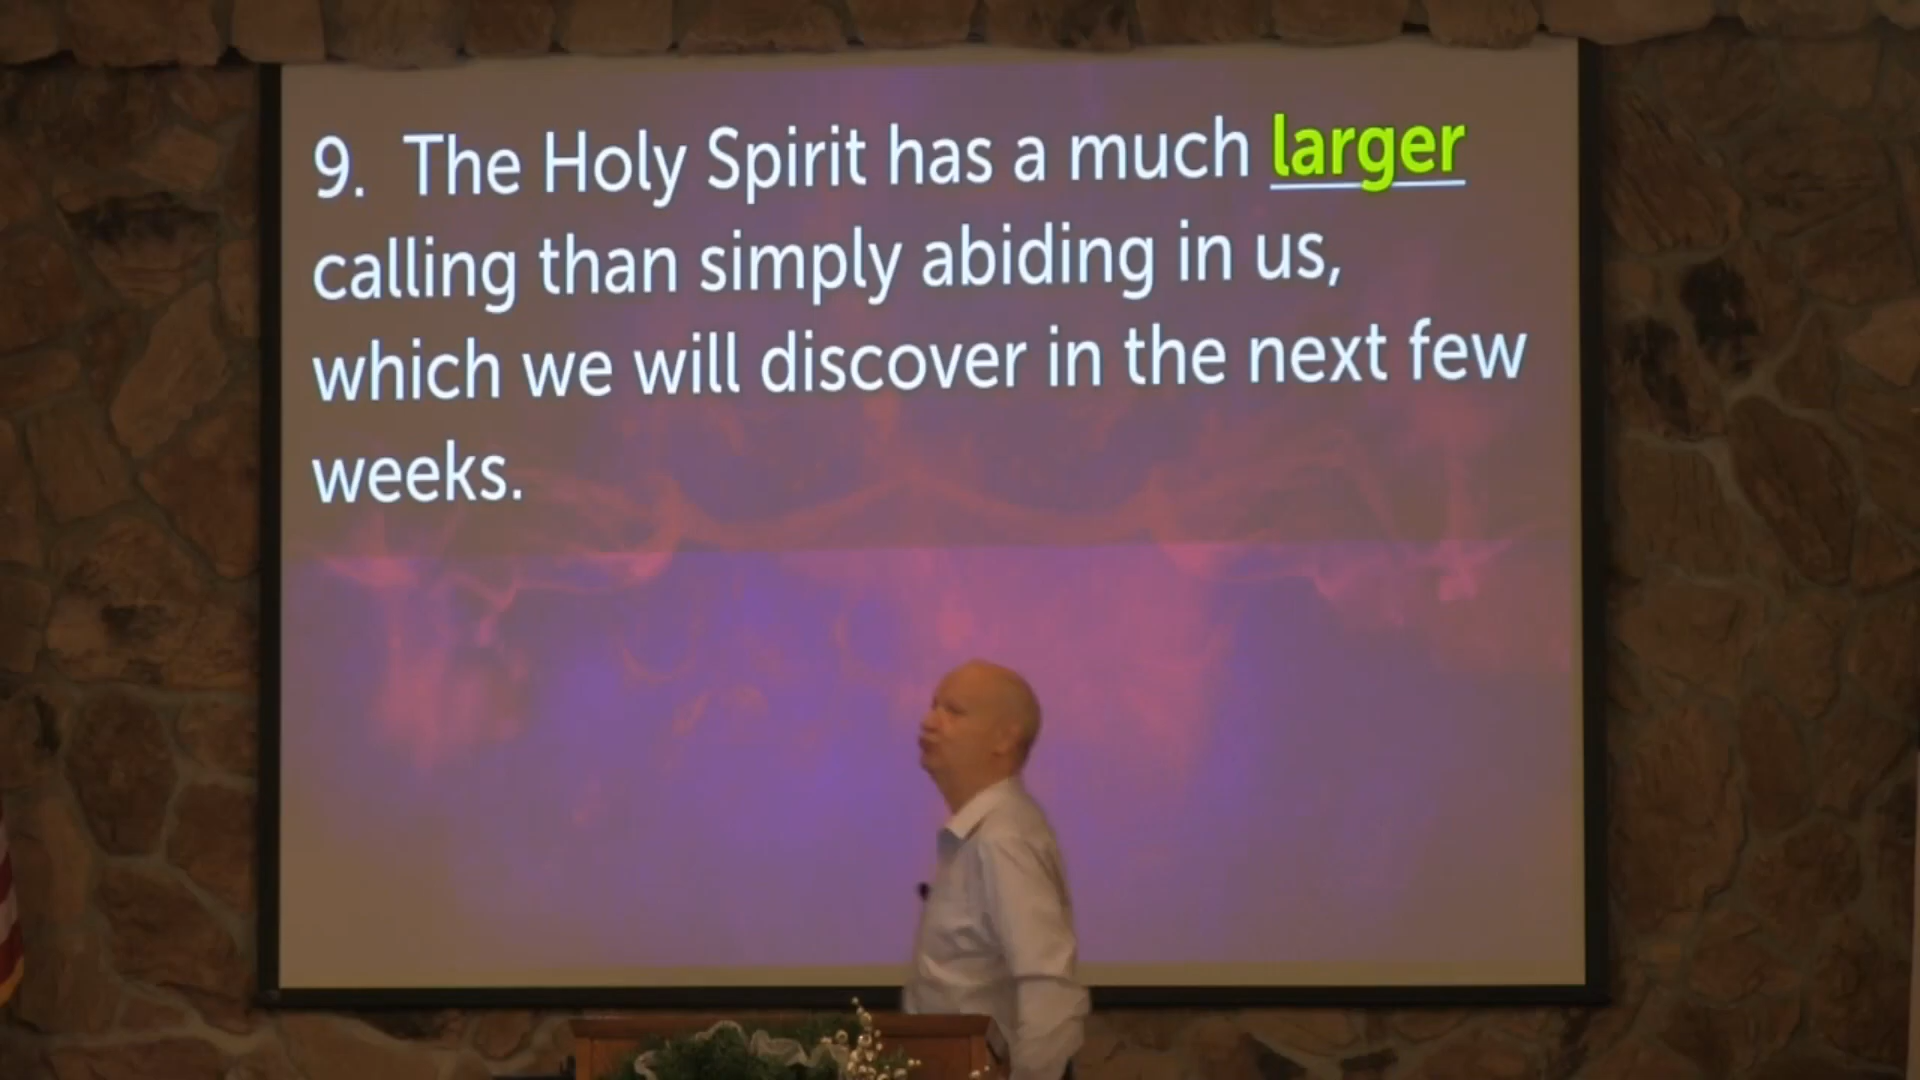 9. The Holy Spirit has a much larger
calling than simply abiding in us,
which we will discover in the next few
weeks.